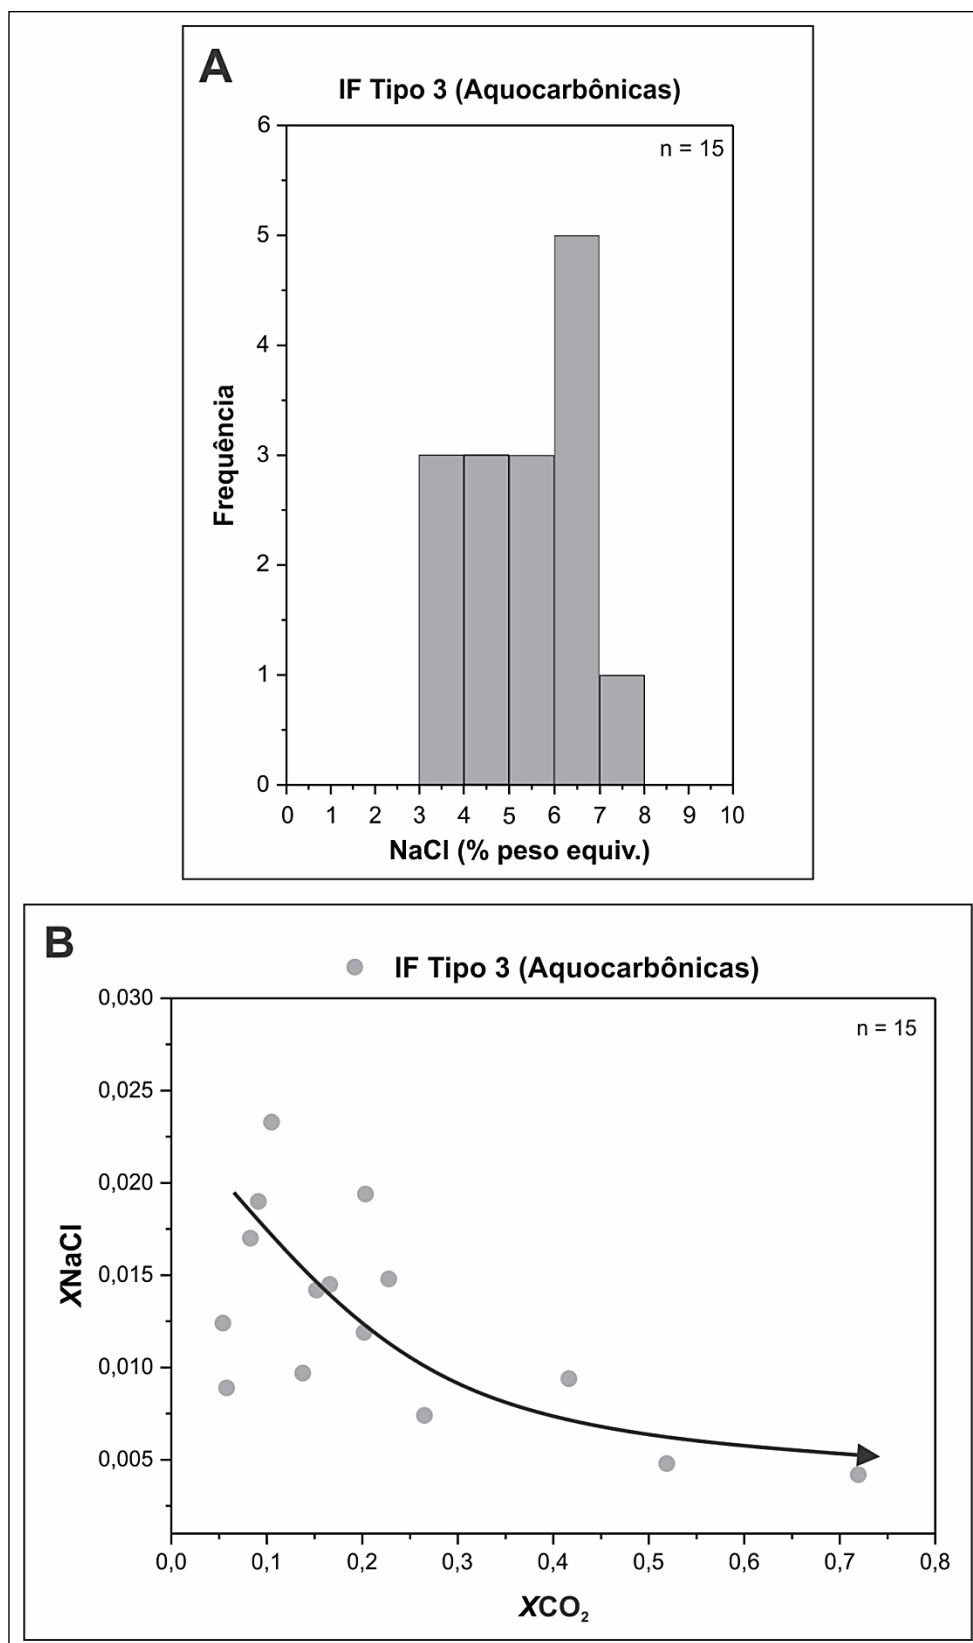 A
IF Tipo 3 (Aquocarbônicas)
n = 15
6
5
4
3
2
1
0
Frequência
0 1 2 3 4 5 6 7 8 9 10
NaCl (% peso equiv.)
B
IF Tipo 3 (Aquocarbônicas)
n = 15
0,030
0,025
0,020
0,015
0,010
0,005
XNaCl
0,0 0,1 0,2 0,3 0,4 0,5 0,6 0,7 0,8
XCO₂